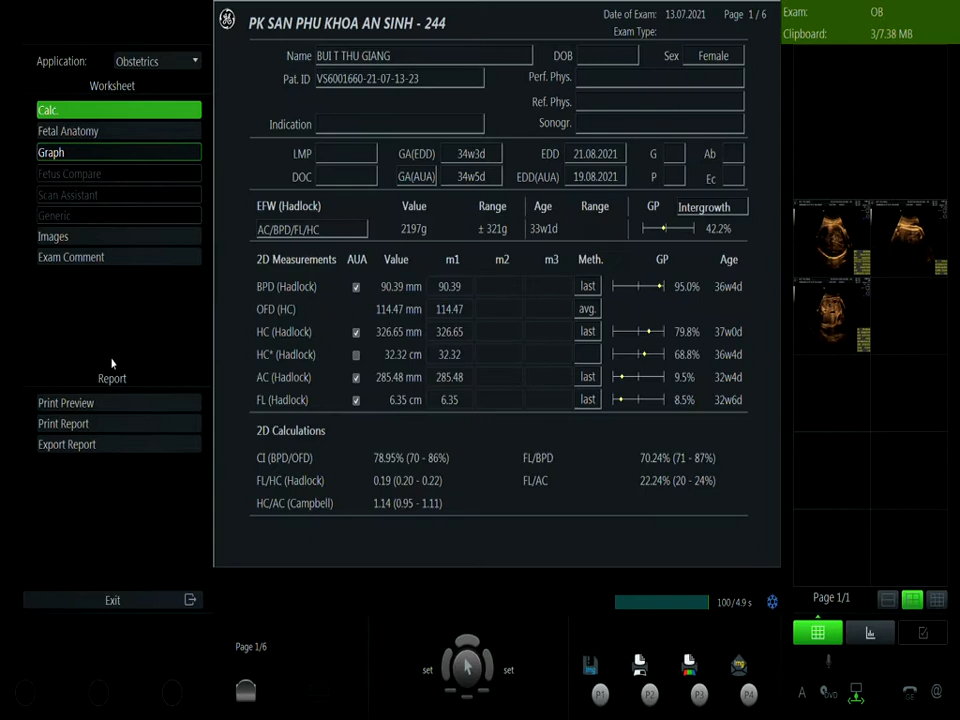 PK SAN PHU KHOA AN SINH - 244
Date of Exam: 13.07.2021 Page 1 / 6
Exam Type:
Exam: OB
Clipboard: 3/7.38 MB
Application: Obstetrics
Worksheet
Calc.
Fetal Anatomy
Graph
Fetus Compare
Scan Assistant
Generic
Images
Exam Comment
Report
Print Preview
Print Report
Export Report
Exit
Name BUI T THU GIANG DOB Sex Female
Pat. ID VS6001660-21-07-13-23 Perf. Phys.
Ref. Phys.
Indication Sonogr.
LMP GA(EDD) 34w3d EDD 21.08.2021 G Ab
DOC GA(AUA) 34w5d EDD(AUA) 19.08.2021 P Ec
EFW (Hadlock) Value Range Age Range GP Intergrowth
AC/BPD/FL/HC 2197g ± 321g 33w1d 42.2%
2D Measurements AUA Value m1 m2 m3 Meth. GP Age
BPD (Hadlock) 90.39 mm 90.39 last 95.0% 36w4d
OFD (HC) 114.47 mm 114.47 avg.
HC (Hadlock) 326.65 mm 326.65 last 79.8% 37w0d
HC* (Hadlock) 32.32 cm 32.32 68.8% 36w4d
AC (Hadlock) 285.48 mm 285.48 last 9.5% 32w4d
FL (Hadlock) 6.35 cm 6.35 last 8.5% 32w6d
2D Calculations
CI (BPD/OFD) 78.95% (70 - 86%) FL/BPD 70.24% (71 - 87%)
FL/HC (Hadlock) 0.19 (0.20 - 0.22) FL/AC 22.24% (20 - 24%)
HC/AC (Campbell) 1.14 (0.95 - 1.11)
100/4.9 s
Page 1/1
Page 1/6
set set
Img
P1 P2 P3 P4
A DVD @